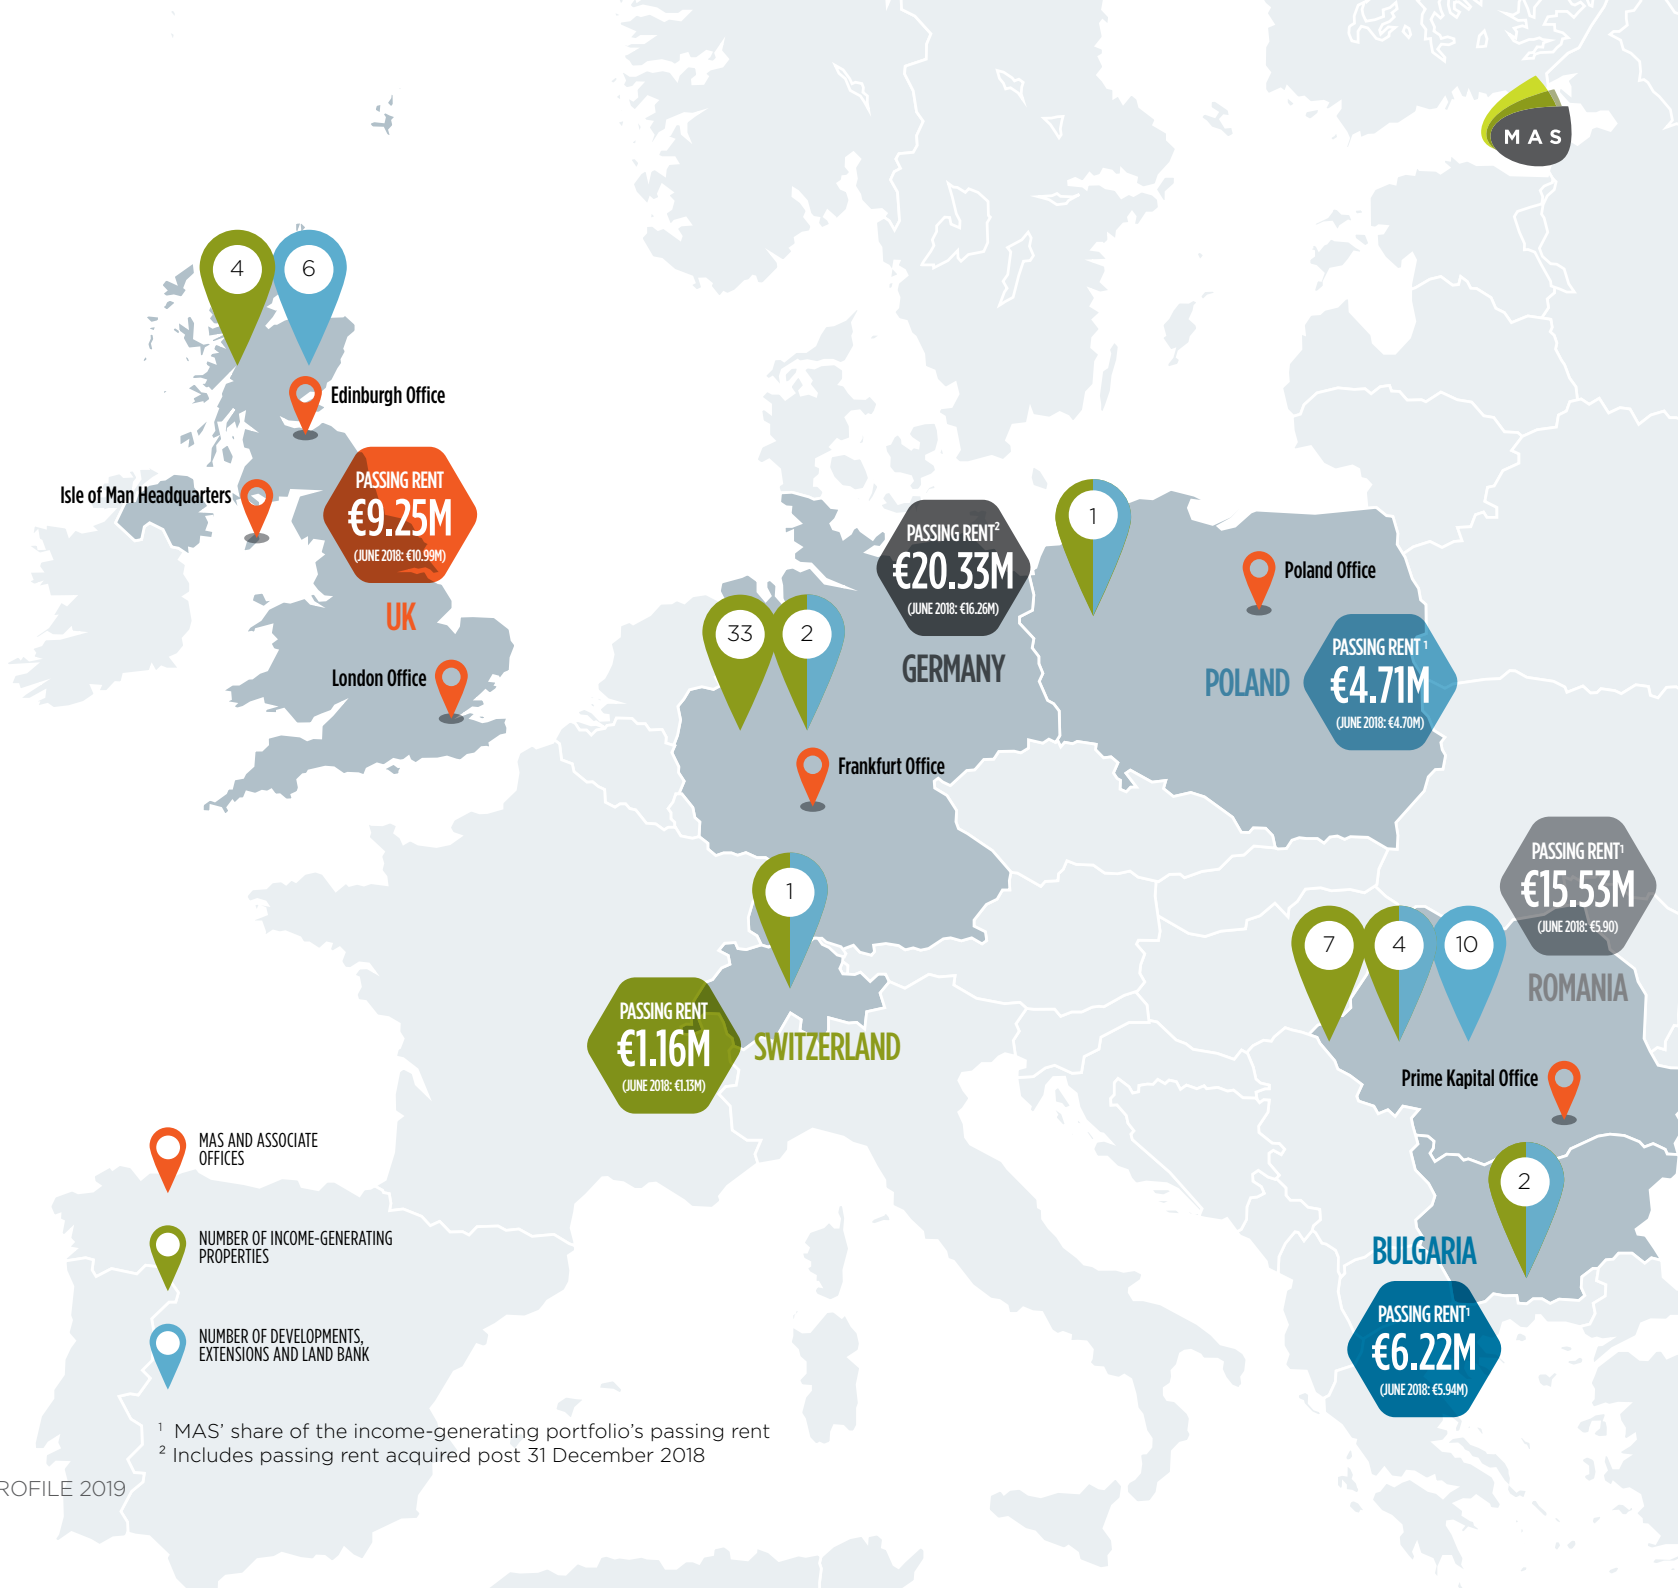 MAS
4
6
Edinburgh Office
Isle of Man Headquarters
PASSING RENT
€9.25M
(JUNE 2018: €10.99M)
UK
London Office
PASSING RENT²
€20.33M
(JUNE 2018: €16.26M)
GERMANY
33
2
Frankfurt Office
1
Poland Office
POLAND
PASSING RENT ¹
€4.71M
(JUNE 2018: €4.70M)
1
PASSING RENT
€1.16M
(JUNE 2018: €1.13M)
SWITZERLAND
PASSING RENT¹
€15.53M
(JUNE 2018: €5.90)
ROMANIA
7
4
10
Prime Kapital Office
2
BULGARIA
PASSING RENT¹
€6.22M
(JUNE 2018: €5.94M)
MAS AND ASSOCIATE
OFFICES
NUMBER OF INCOME-GENERATING
PROPERTIES
NUMBER OF DEVELOPMENTS,
EXTENSIONS AND LAND BANK
¹ MAS' share of the income-generating portfolio's passing rent
² Includes passing rent acquired post 31 December 2018
ROFILE 2019